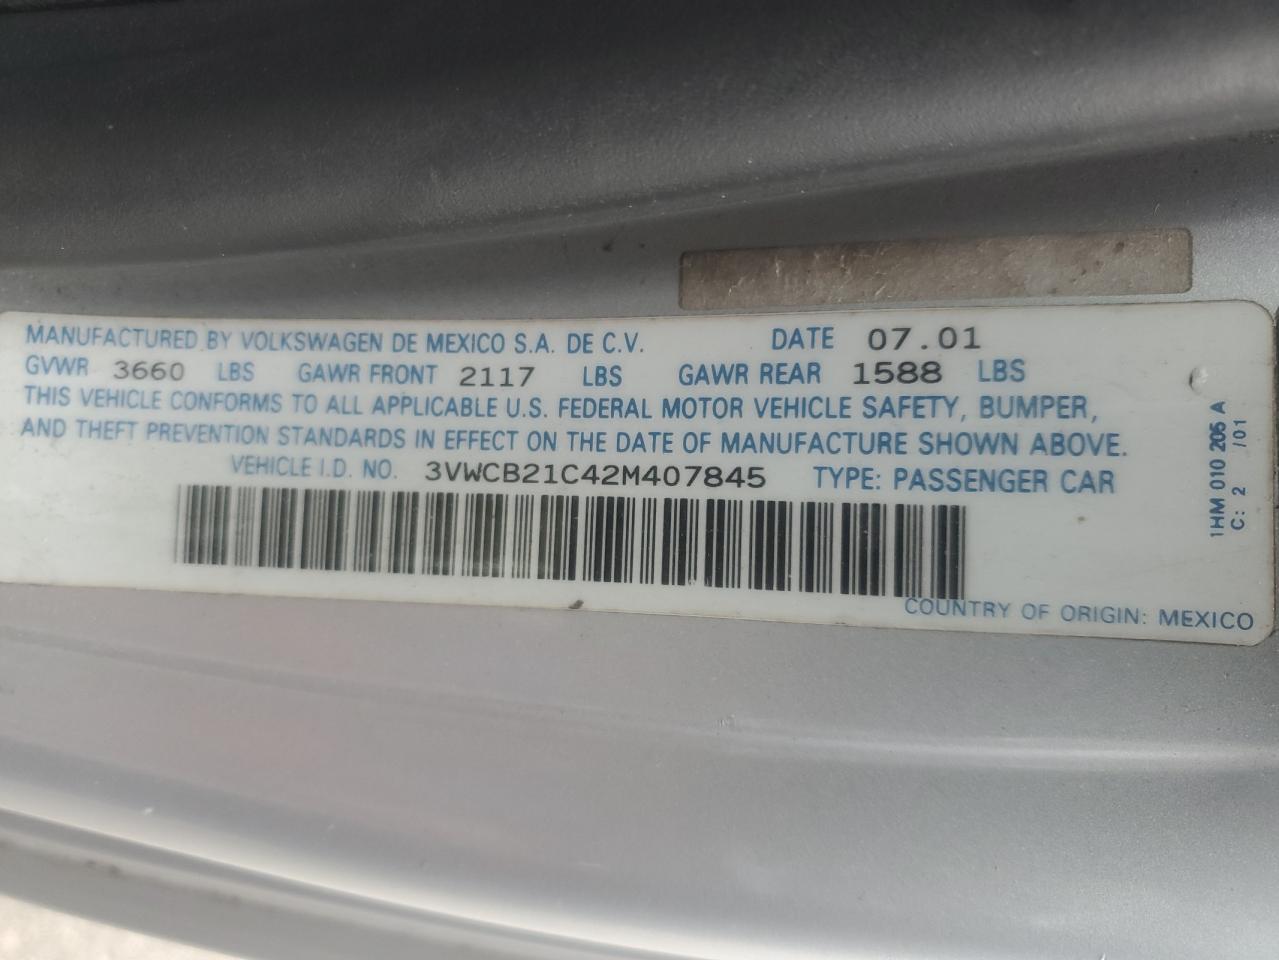 MANUFACTURED BY VOLKSWAGEN DE MEXICO S.A. DE C.V. DATE 07.01
GVWR 3660 LBS GAWR FRONT 2117 LBS GAWR REAR 1588 LBS
THIS VEHICLE CONFORMS TO ALL APPLICABLE U.S. FEDERAL MOTOR VEHICLE SAFETY, BUMPER,
AND THEFT PREVENTION STANDARDS IN EFFECT ON THE DATE OF MANUFACTURE SHOWN ABOVE.
VEHICLE I.D. NO. 3VWCB21C42M407845 TYPE: PASSENGER CAR
COUNTRY OF ORIGIN: MEXICO
1HM 010 205 A
C: 2 /01